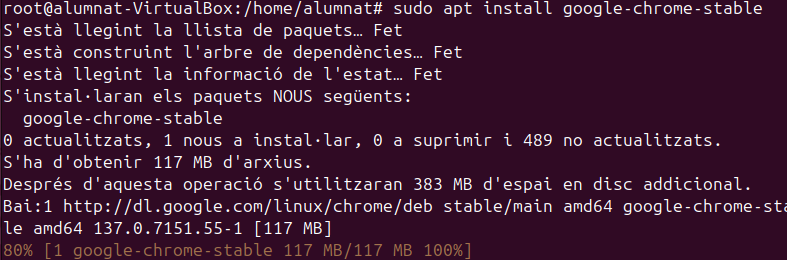 root@alumnat-VirtualBox:/home/alumnat# sudo apt install google-chrome-stable
S'està llegint la llista de paquets… Fet
S'està construint l'arbre de dependències… Fet
S'està llegint la informació de l'estat… Fet
S'instal·laran els paquets NOUS següents:
  google-chrome-stable
0 actualitzats, 1 nous a instal·lar, 0 a suprimir i 489 no actualitzats.
S'ha d'obtenir 117 MB d'arxius.
Després d'aquesta operació s'utilitzaran 383 MB d'espai en disc addicional.
Bai:1 http://dl.google.com/linux/chrome/deb stable/main amd64 google-chrome-sta
le amd64 137.0.7151.55-1 [117 MB]
80% [1 google-chrome-stable 117 MB/117 MB 100%]